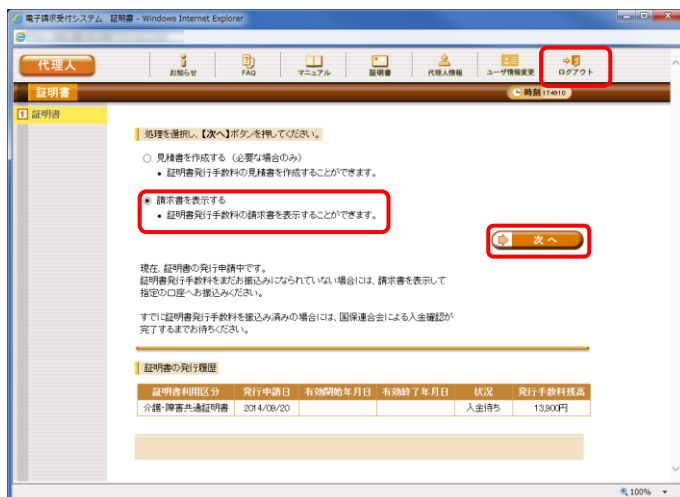 電子請求受付システム 証明書 - Windows Internet Explorer
代理人
お知らせ FAQ マニュアル 証明書 代理人情報 ユーザ情報変更 ログアウト
証明書
時刻 17:49:10
1 証明書
処理を選択し、【次へ】ボタンを押してください。
見積書を作成する（必要な場合のみ）
• 証明書発行手数料の見積書を作成することができます。
請求書を表示する
• 証明書発行手数料の請求書を表示することができます。
次 へ
現在、証明書の発行申請中です。
証明書発行手数料をまだお振込みになられていない場合には、請求書を表示して
指定の口座へお振込みください。
すでに証明書発行手数料を振込み済みの場合には、国保連合会による入金確認が
完了するまでお待ちください。
証明書の発行履歴
証明書利用区分 発行申請日 有効開始年月日 有効終了年月日 状況 発行手数料残高
介護・障害共通証明書 2014/09/20 入金待ち 13,900円
100%